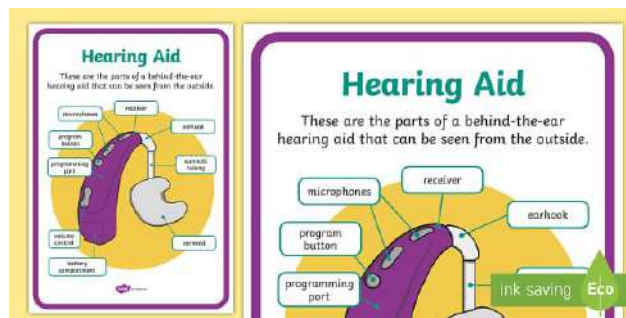 Hearing Aid
These are the parts of a behind-the-ear
hearing aid that can be seen from the outside.
receiver
microphones
earhook
program
button
earmold
tubing
programming
port
volume
control
earmold
battery
compartment
Hearing Aid
These are the parts of a behind-the-ear
hearing aid that can be seen from the outside.
receiver
microphones
earhook
program
button
programming
port
ink saving
Eco